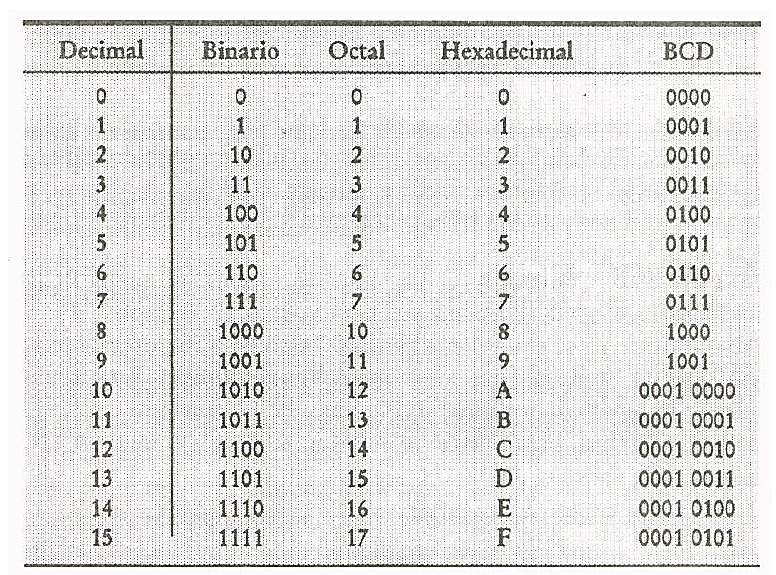 Decimal Binario Octal Hexadecimal BCD
0 0 0 0 0000
1 1 1 1 0001
2 10 2 2 0010
3 11 3 3 0011
4 100 4 4 0100
5 101 5 5 0101
6 110 6 6 0110
7 111 7 7 0111
8 1000 10 8 1000
9 1001 11 9 1001
10 1010 12 A 0001 0000
11 1011 13 B 0001 0001
12 1100 14 C 0001 0010
13 1101 15 D 0001 0011
14 1110 16 E 0001 0100
15 1111 17 F 0001 0101